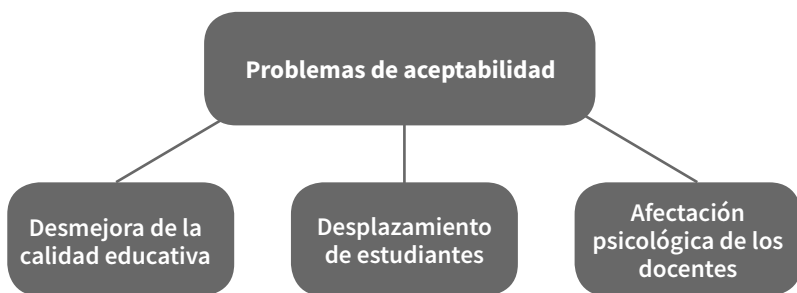 Problemas de aceptabilidad
Desmejora de la
calidad educativa
Desplazamiento
de estudiantes
Afectación
psicológica de los
docentes